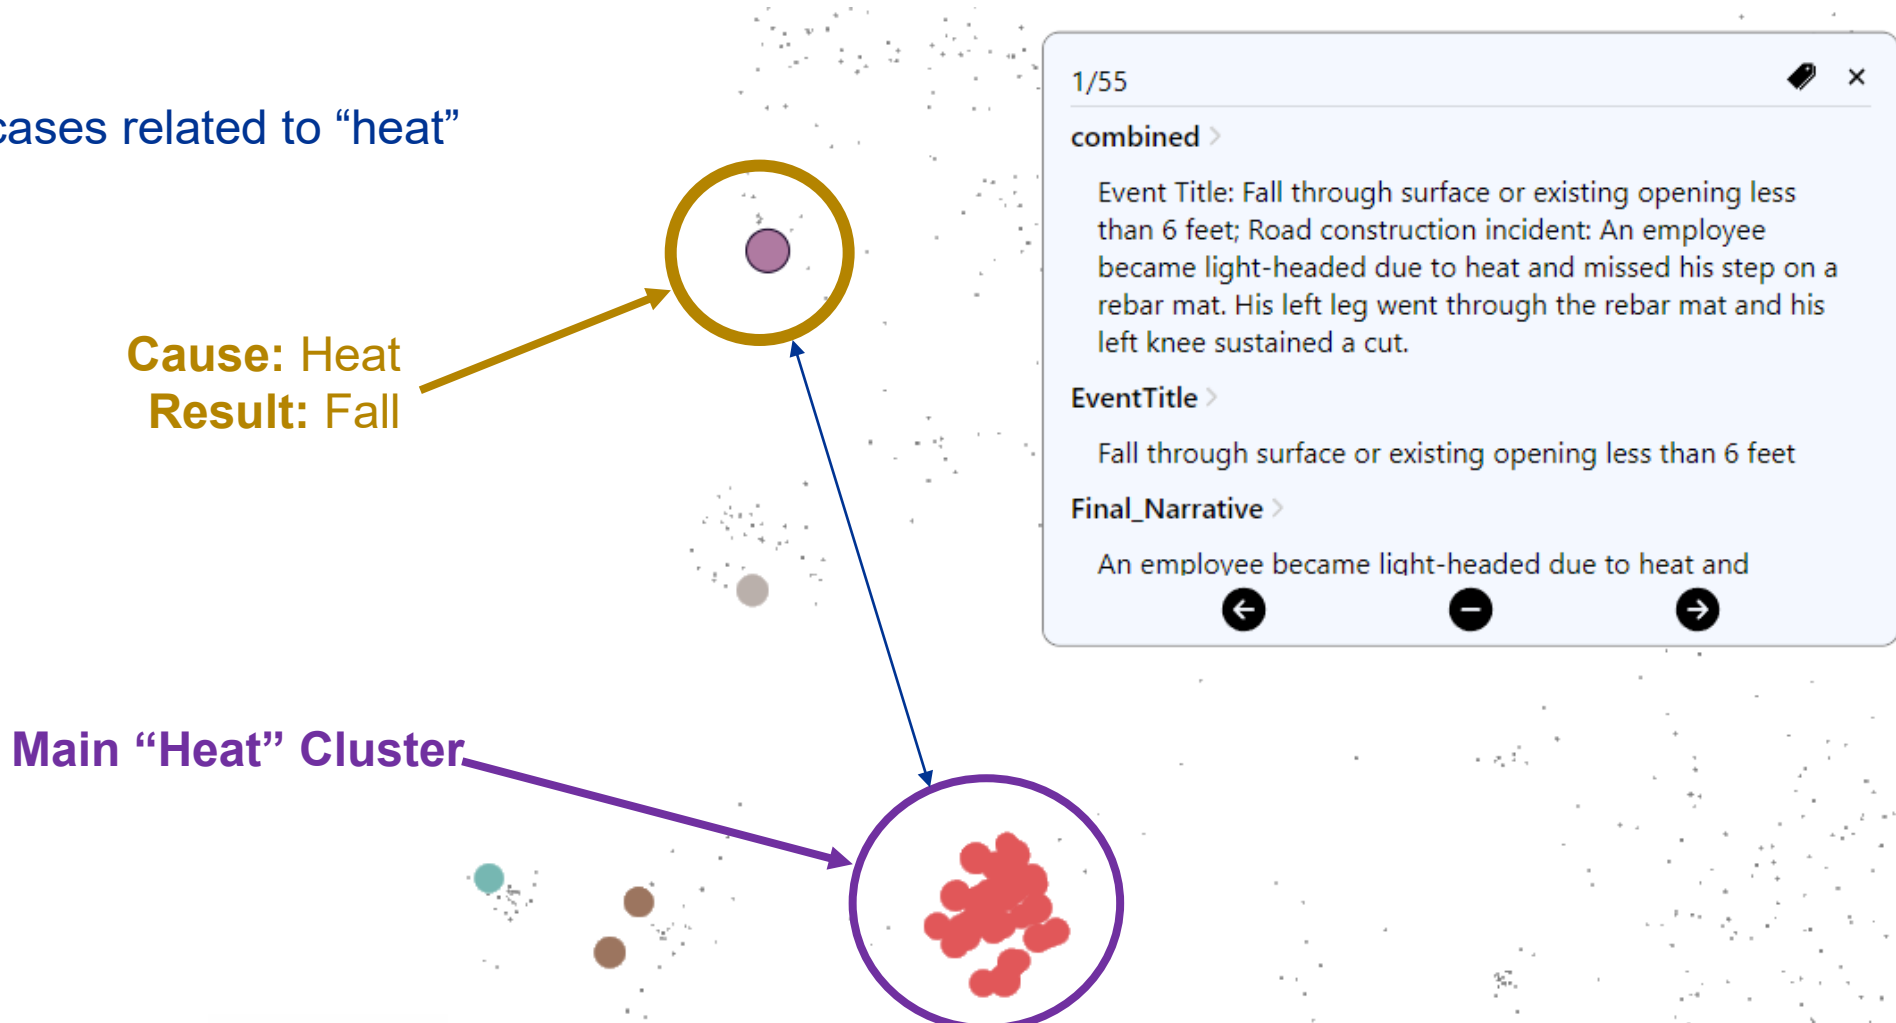 cases related to “heat”
Cause: Heat
Result: Fall
Main “Heat” Cluster
1/55
combined
Event Title: Fall through surface or existing opening less
than 6 feet; Road construction incident: An employee
became light-headed due to heat and missed his step on a
rebar mat. His left leg went through the rebar mat and his
left knee sustained a cut.
EventTitle
Fall through surface or existing opening less than 6 feet
Final_Narrative
An employee became light-headed due to heat and